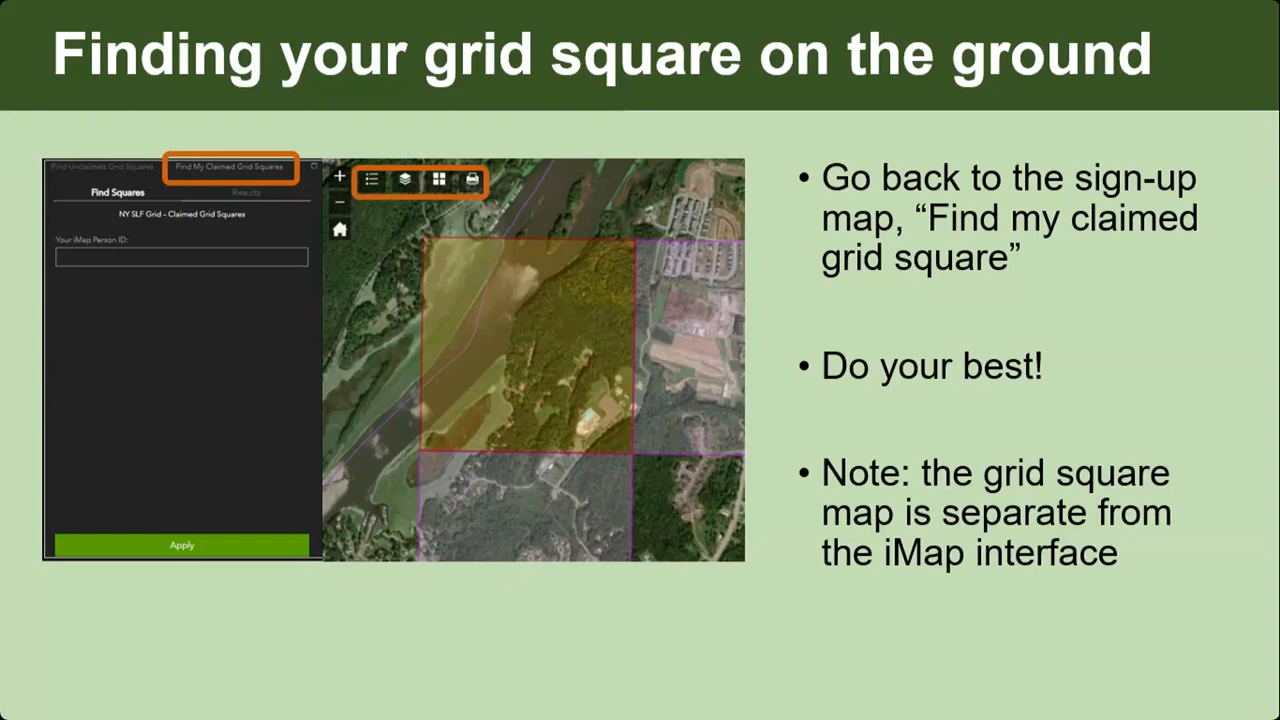 Finding your grid square on the ground
Find Unclaimed Grid Squares
Find My Claimed Grid Squares
Find Squares
Results
NY SLF Grid – Claimed Grid Squares
Your iMap Person ID:
Apply
• Go back to the sign-up
map, “Find my claimed
grid square”
• Do your best!
• Note: the grid square
map is separate from
the iMap interface